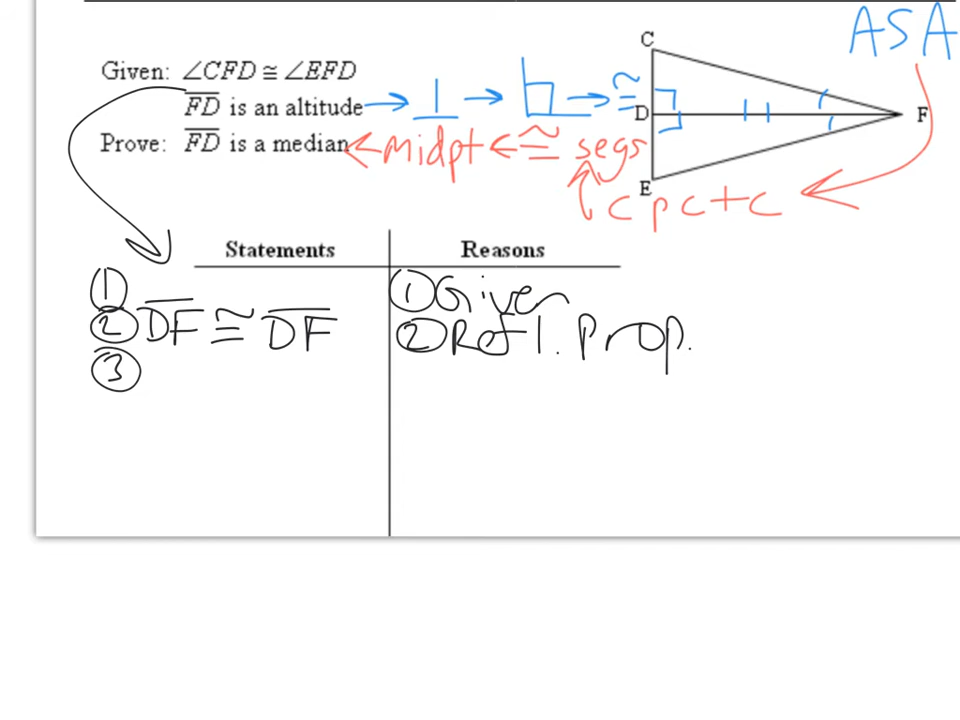 Given: ∠CFD ≅ ∠EFD
FD is an altitude → ⊥ → ∟ → ≅
Prove: FD is a median ← midpt ← ≅ segs
cpctc
ASA
C
D
F
E
Statements Reasons
① ① Given
② DF ≅ DF ② Refl. Prop.
③